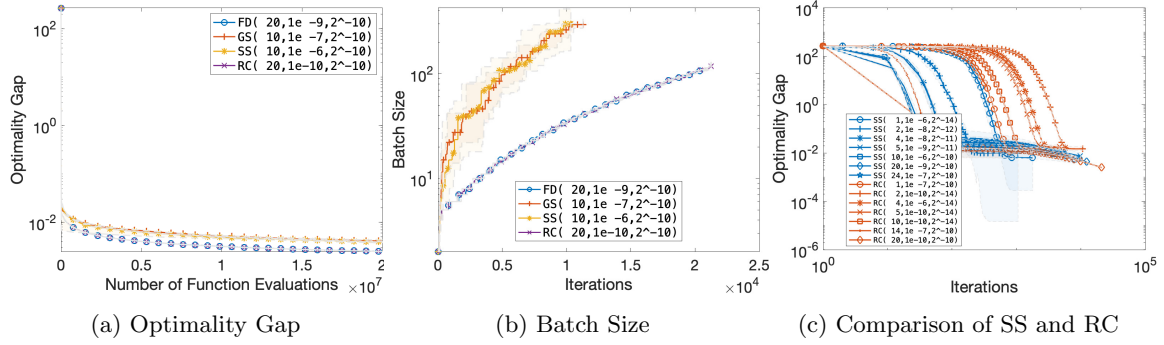 10^2
10^0
10^-2
Optimality Gap
FD( 20,1e -9,2^-10)
GS( 10,1e -7,2^-10)
SS( 10,1e -6,2^-10)
RC( 20,1e-10,2^-10)
0 0.5 1 1.5 2
×10^7
Number of Function Evaluations
(a) Optimality Gap
10^2
10^1
Batch Size
FD( 20,1e -9,2^-10)
GS( 10,1e -7,2^-10)
SS( 10,1e -6,2^-10)
RC( 20,1e-10,2^-10)
0 0.5 1 1.5 2 2.5
×10^4
Iterations
(b) Batch Size
10^4
10^2
10^0
10^-2
10^-4
10^-6
Optimality Gap
SS( 1,1e -6,2^-14)
SS( 2,1e -8,2^-12)
SS( 4,1e -8,2^-11)
SS( 5,1e -9,2^-11)
SS( 10,1e -6,2^-10)
SS( 20,1e -9,2^-10)
SS( 24,1e -7,2^-10)
RC( 1,1e -7,2^-10)
RC( 2,1e-10,2^-14)
RC( 4,1e -6,2^-14)
RC( 5,1e-10,2^-14)
RC( 10,1e-10,2^-14)
RC( 14,1e -7,2^-10)
RC( 20,1e-10,2^-10)
10^0 10^5
Iterations
(c) Comparison of SS and RC